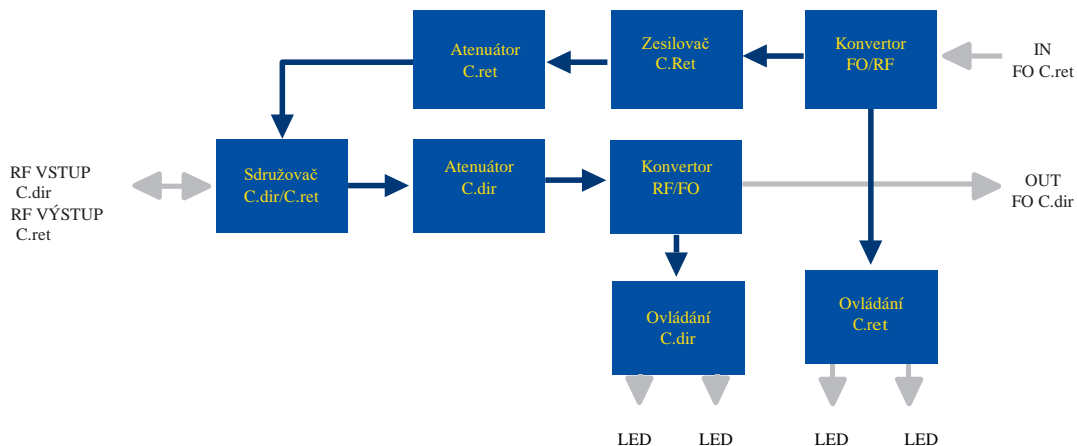 Atenuátor
C.ret
Zesilovač
C.Ret
Konvertor
FO/RF
IN
FO C.ret
RF VSTUP
C.dir
RF VÝSTUP
C.ret
Sdružovač
C.dir/C.ret
Atenuátor
C.dir
Konvertor
RF/FO
OUT
FO C.dir
Ovládání
C.dir
Ovládání
C.ret
LED
LED
LED
LED